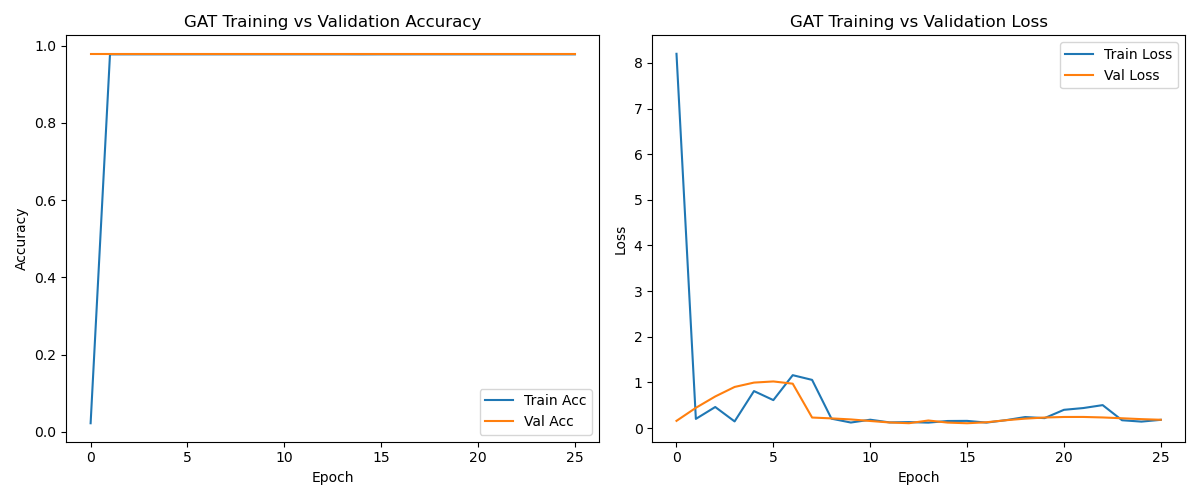 GAT Training vs Validation Accuracy
1.0
0.8
0.6
0.4
0.2
0.0
Accuracy
0 5 10 15 20 25
Epoch
Train Acc
Val Acc
GAT Training vs Validation Loss
8
7
6
5
4
3
2
1
0
Loss
0 5 10 15 20 25
Epoch
Train Loss
Val Loss